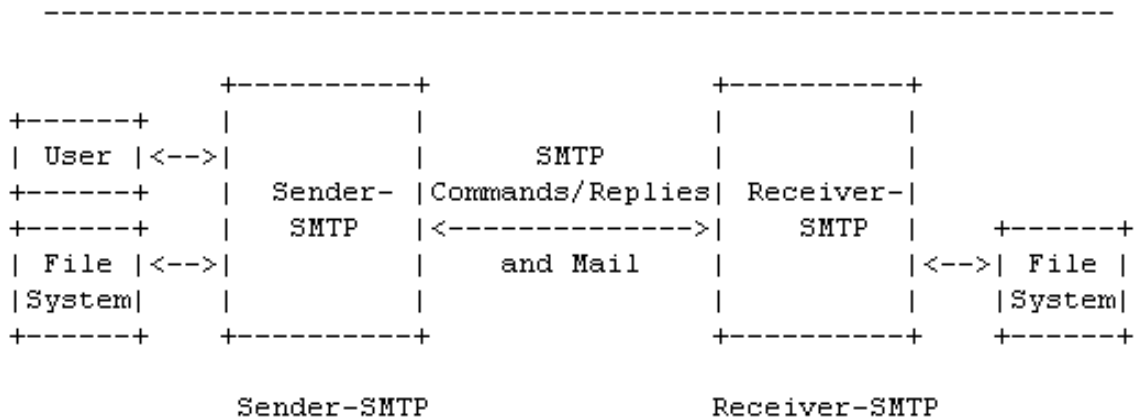 User
SMTP
Sender-
Commands/Replies
Receiver-
SMTP
SMTP
File
and Mail
File
System
System
Sender-SMTP
Receiver-SMTP